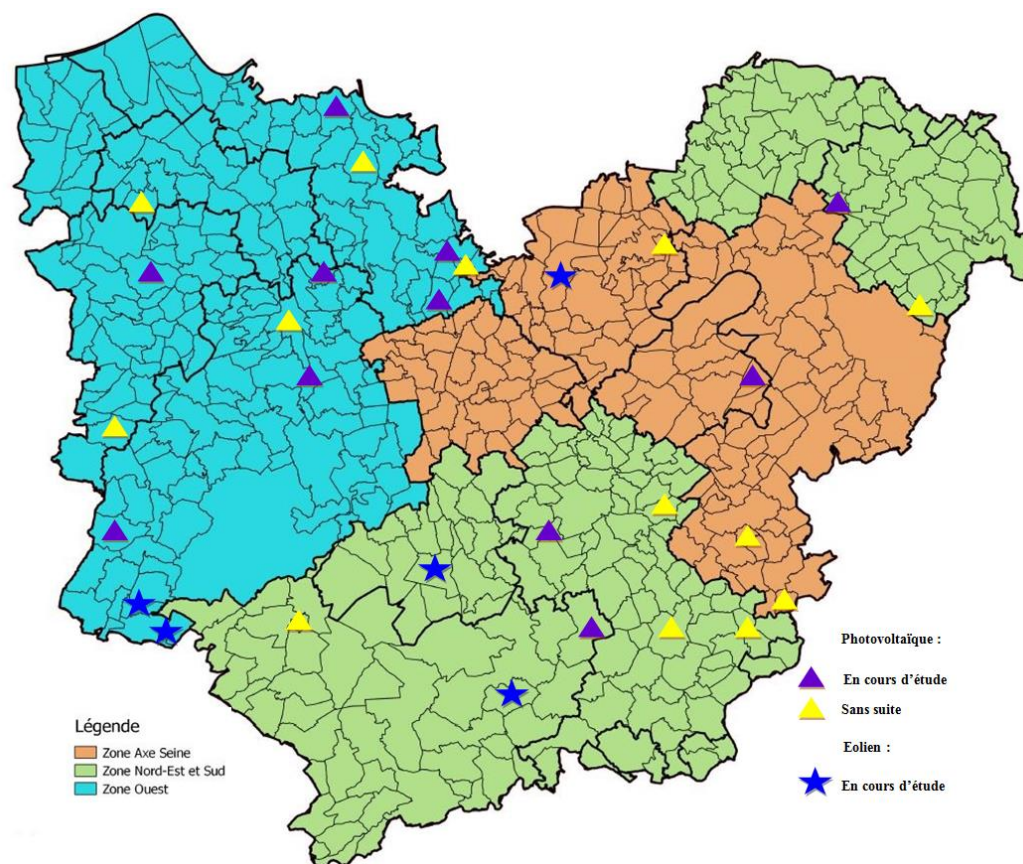 Légende
Zone Axe Seine
Zone Nord-Est et Sud
Zone Ouest
Photovoltaïque :
En cours d’étude
Sans suite
Eolien :
En cours d’étude